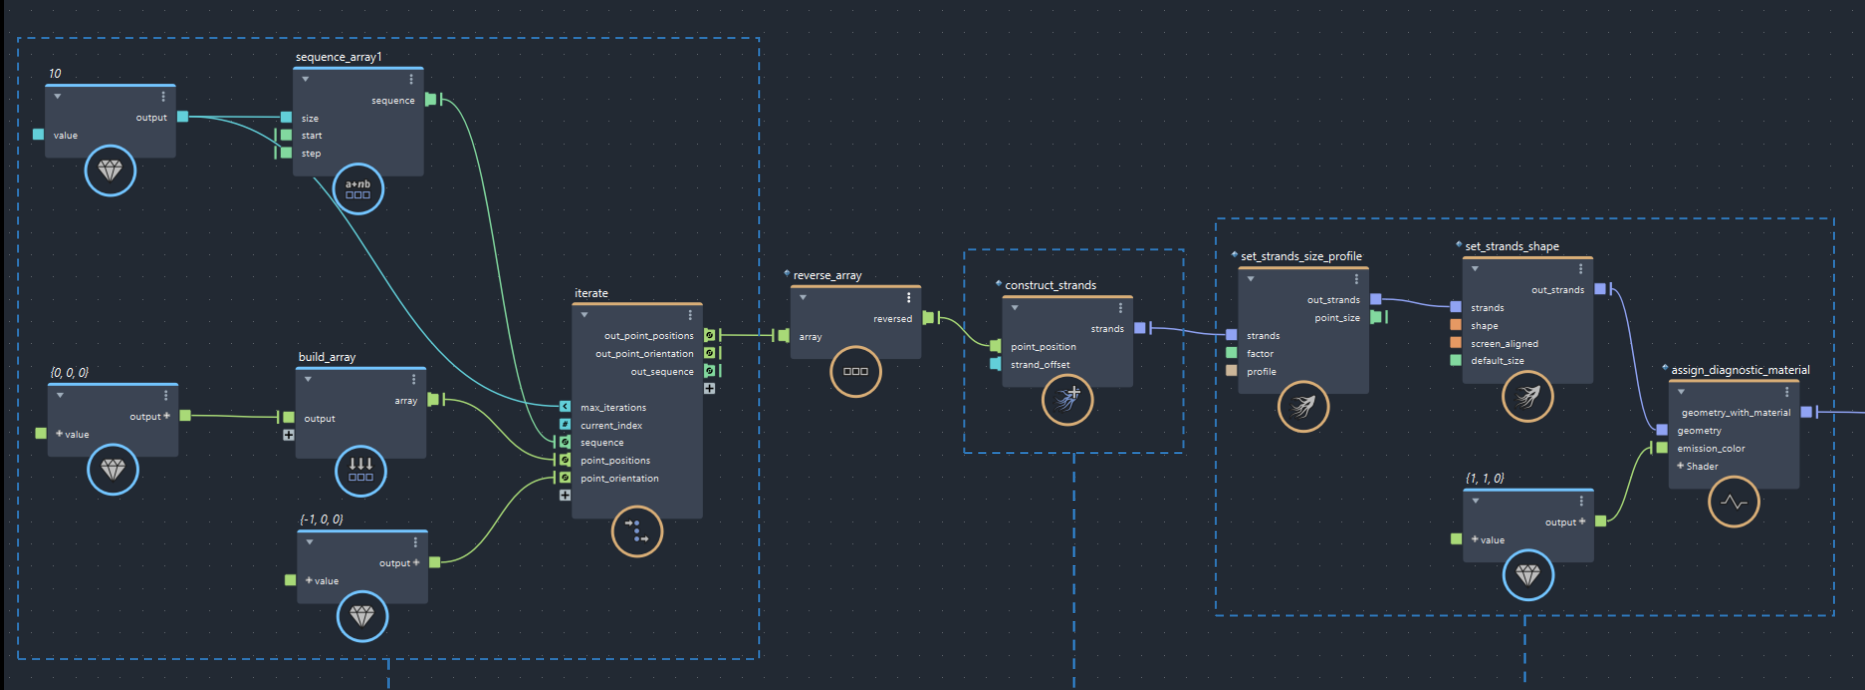 10
output
value
sequence_array1
sequence
size
start
step
a+nb
{0, 0, 0}
output +
+ value
build_array
array
output
{-1, 0, 0}
output +
+ value
iterate
out_point_positions
out_point_orientation
out_sequence
max_iterations
current_index
sequence
point_positions
point_orientation
reverse_array
reversed
array
construct_strands
strands
point_position
strand_offset
set_strands_size_profile
out_strands
point_size
strands
factor
profile
set_strands_shape
out_strands
strands
shape
screen_aligned
default_size
{1, 1, 0}
output +
+ value
assign_diagnostic_material
geometry_with_material
geometry
emission_color
+ Shader